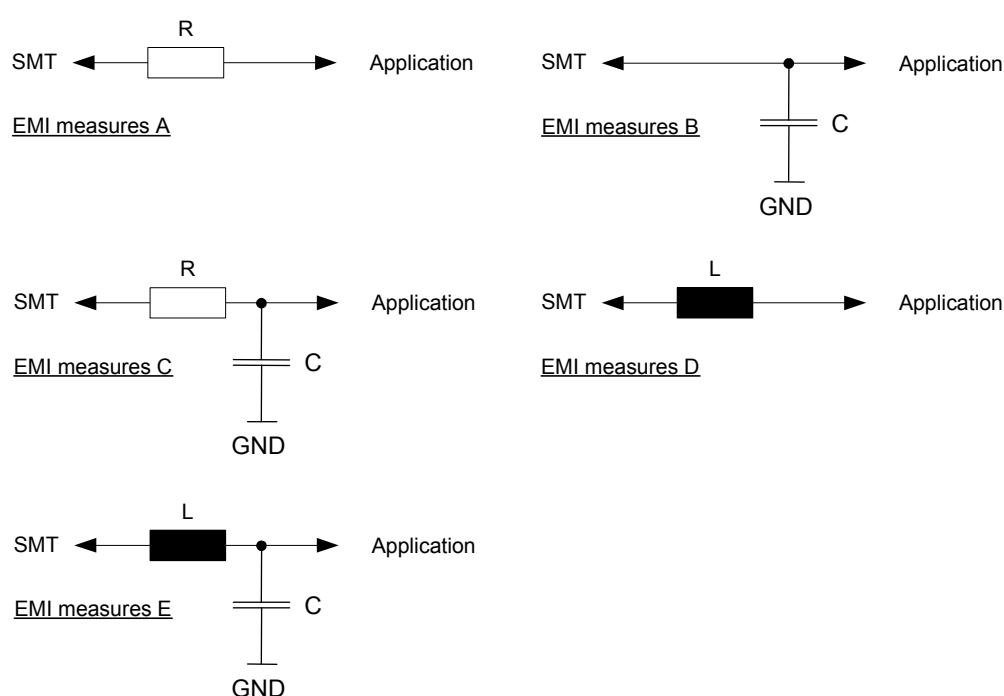 R
SMT
Application
EMI measures A
SMT
Application
EMI measures B
C
GND
R
SMT
Application
EMI measures C
C
GND
L
SMT
Application
EMI measures D
L
SMT
Application
EMI measures E
C
GND